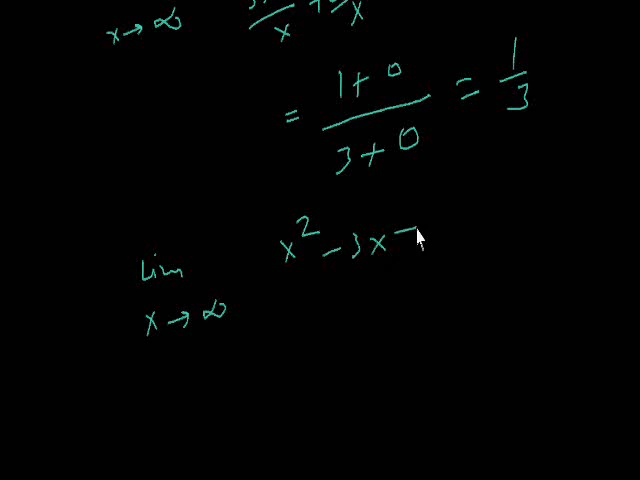 x→∞ x x
= 1+0 / 3+0 = 1/3
lim x→∞ x² - 3x